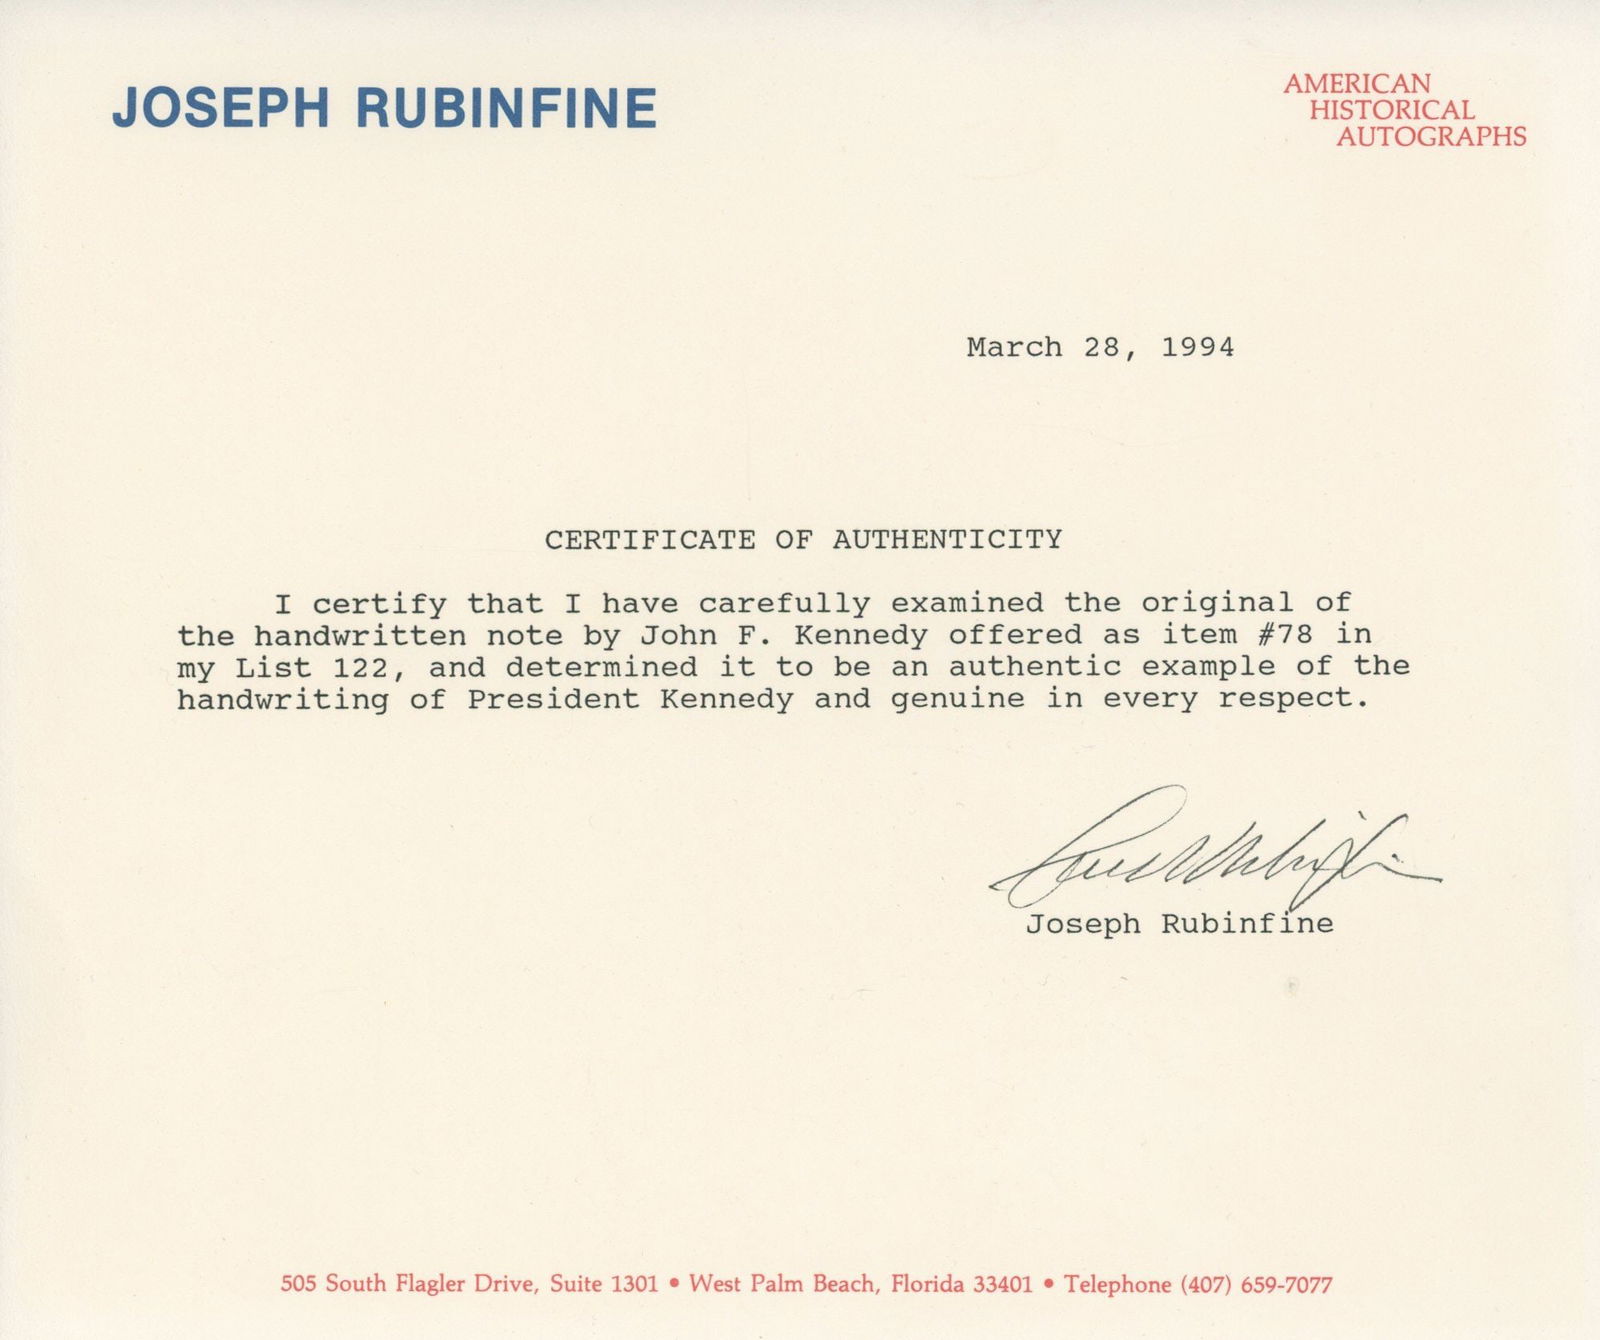 JOSEPH RUBINFINE
AMERICAN
HISTORICAL
AUTOGRAPHS
March 28, 1994
CERTIFICATE OF AUTHENTICITY
I certify that I have carefully examined the original of
the handwritten note by John F. Kennedy offered as item #78 in
my List 122, and determined it to be an authentic example of the
handwriting of President Kennedy and genuine in every respect.
Joseph Rubinfine
505 South Flagler Drive, Suite 1301 • West Palm Beach, Florida 33401 • Telephone (407) 659-7077